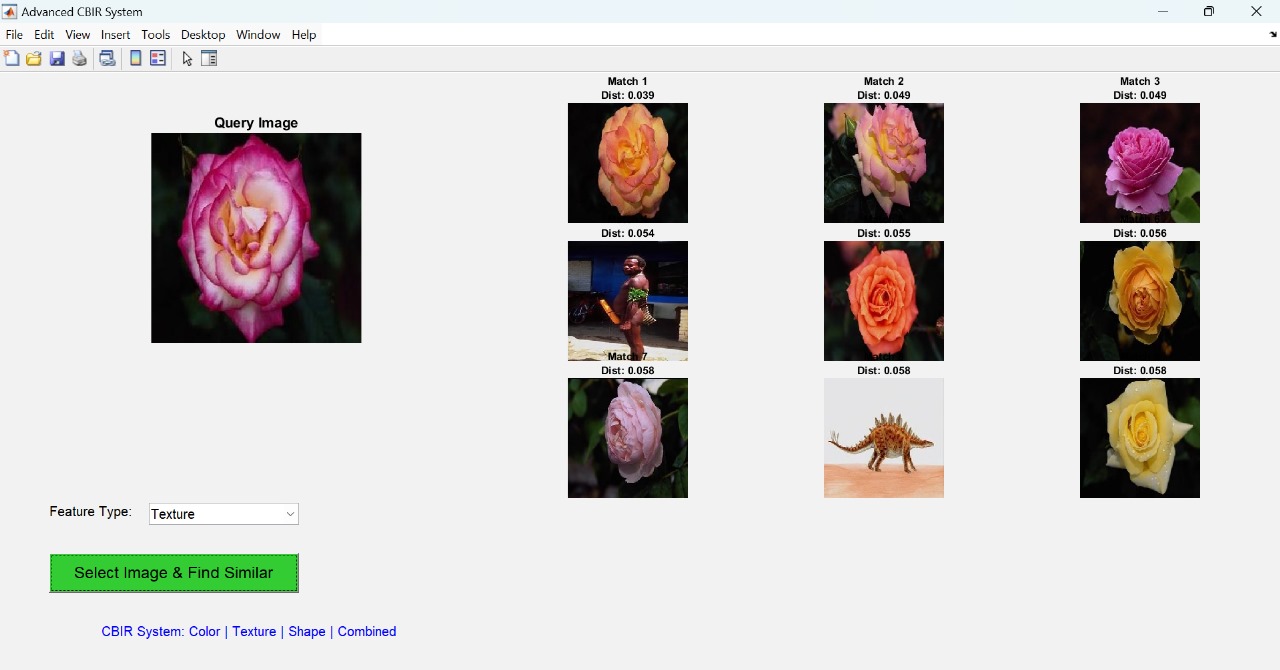 Advanced CBIR System
File Edit View Insert Tools Desktop Window Help
Query Image
Match 1
Dist: 0.039
Match 2
Dist: 0.049
Match 3
Dist: 0.049
Dist: 0.054
Dist: 0.055
Dist: 0.056
Match 7
Dist: 0.058
Dist: 0.058
Dist: 0.058
Feature Type: Texture
Select Image & Find Similar
CBIR System: Color | Texture | Shape | Combined